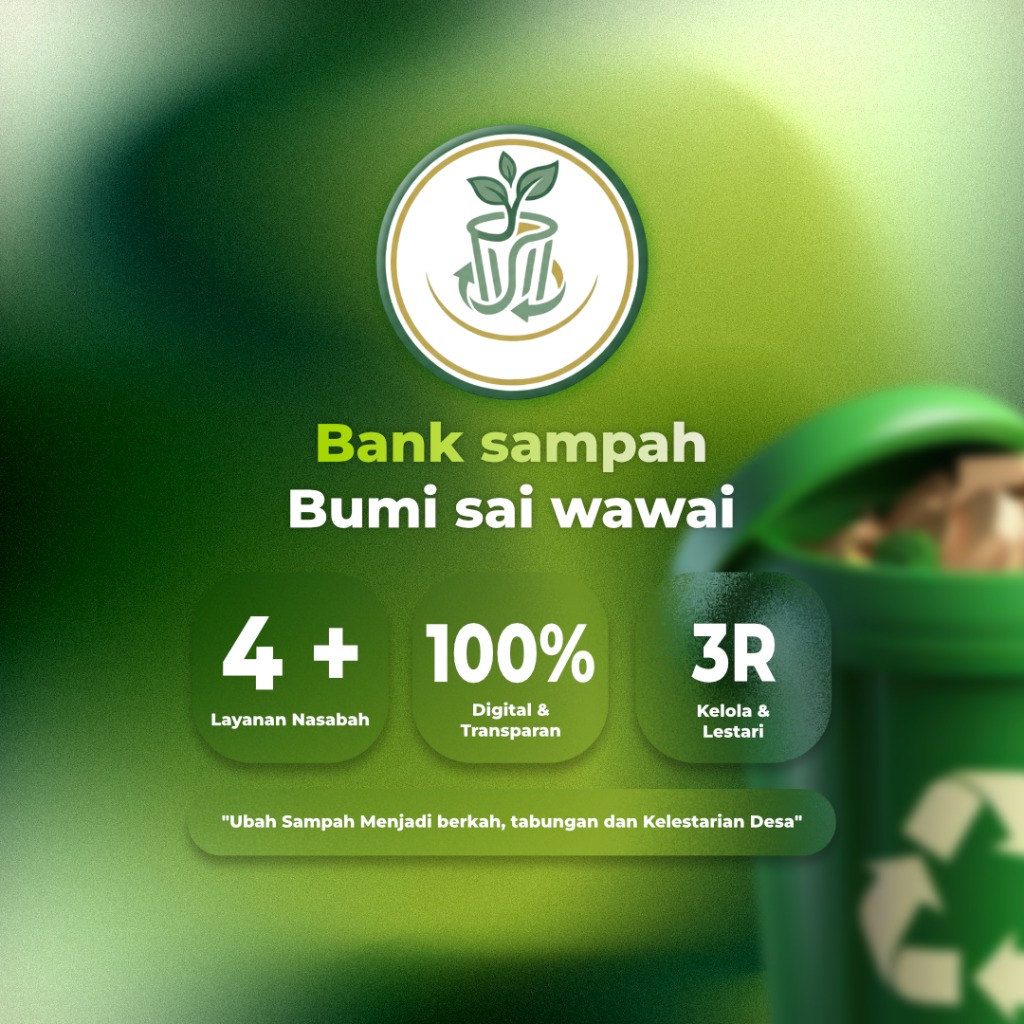 Bank sampah
Bumi sai wawai
4 +
Layanan Nasabah
100%
Digital &
Transparan
3R
Kelola &
Lestari
"Ubah Sampah Menjadi berkah, tabungan dan Kelestarian Desa"